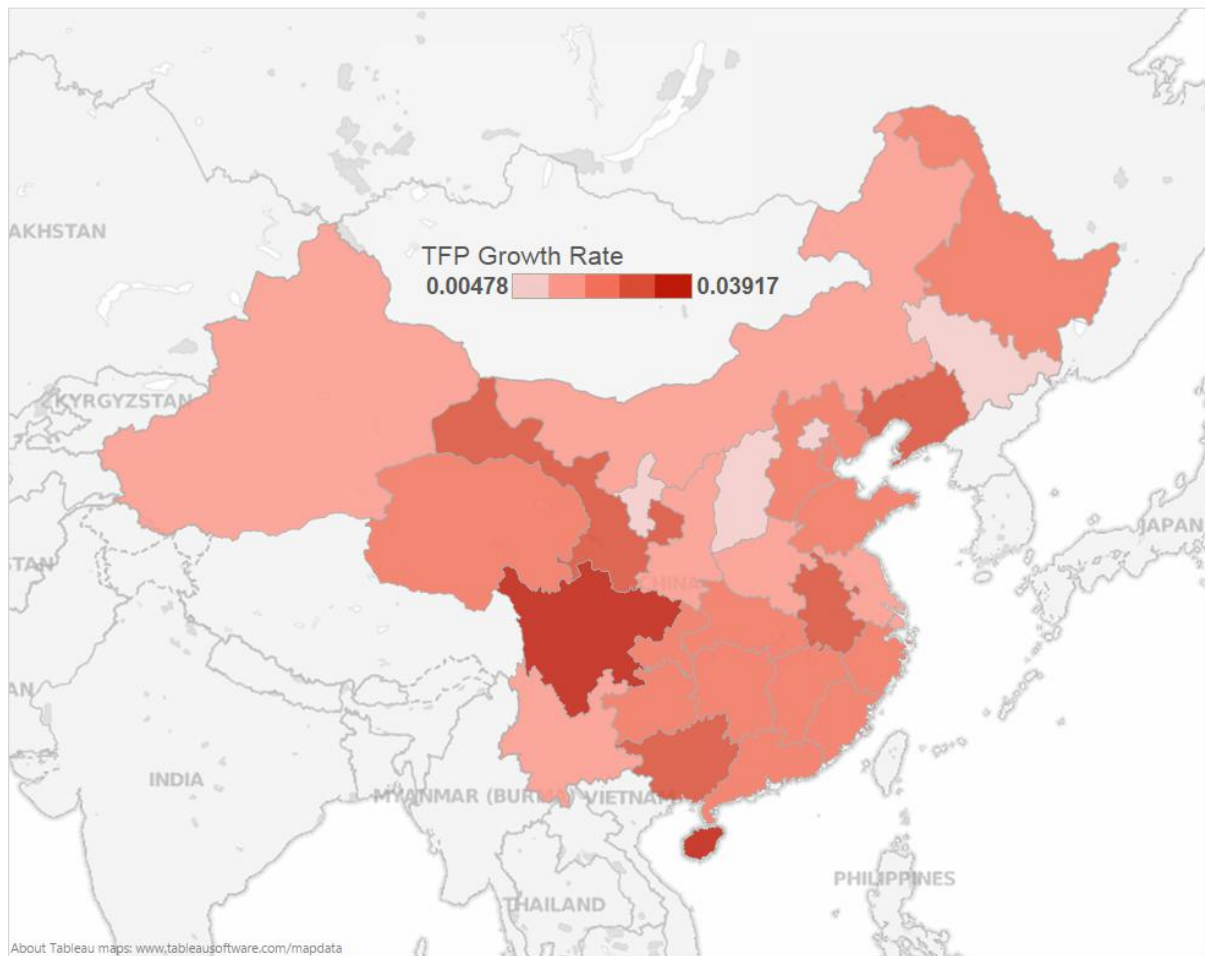 AKHSTAN
TFP Growth Rate
0.00478 0.03917
KYRGYZSTAN
JAPAN
STAN
CHINA
AN
INDIA
MYANMAR (BURMA) VIETNAM
PHILIPPINES
THAILAND
About Tableau maps: www.tableausoftware.com/mapdata